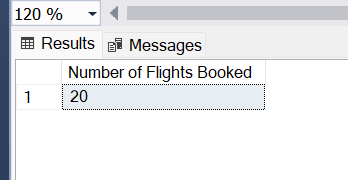 120 %
Results Messages
Number of Flights Booked
1 20